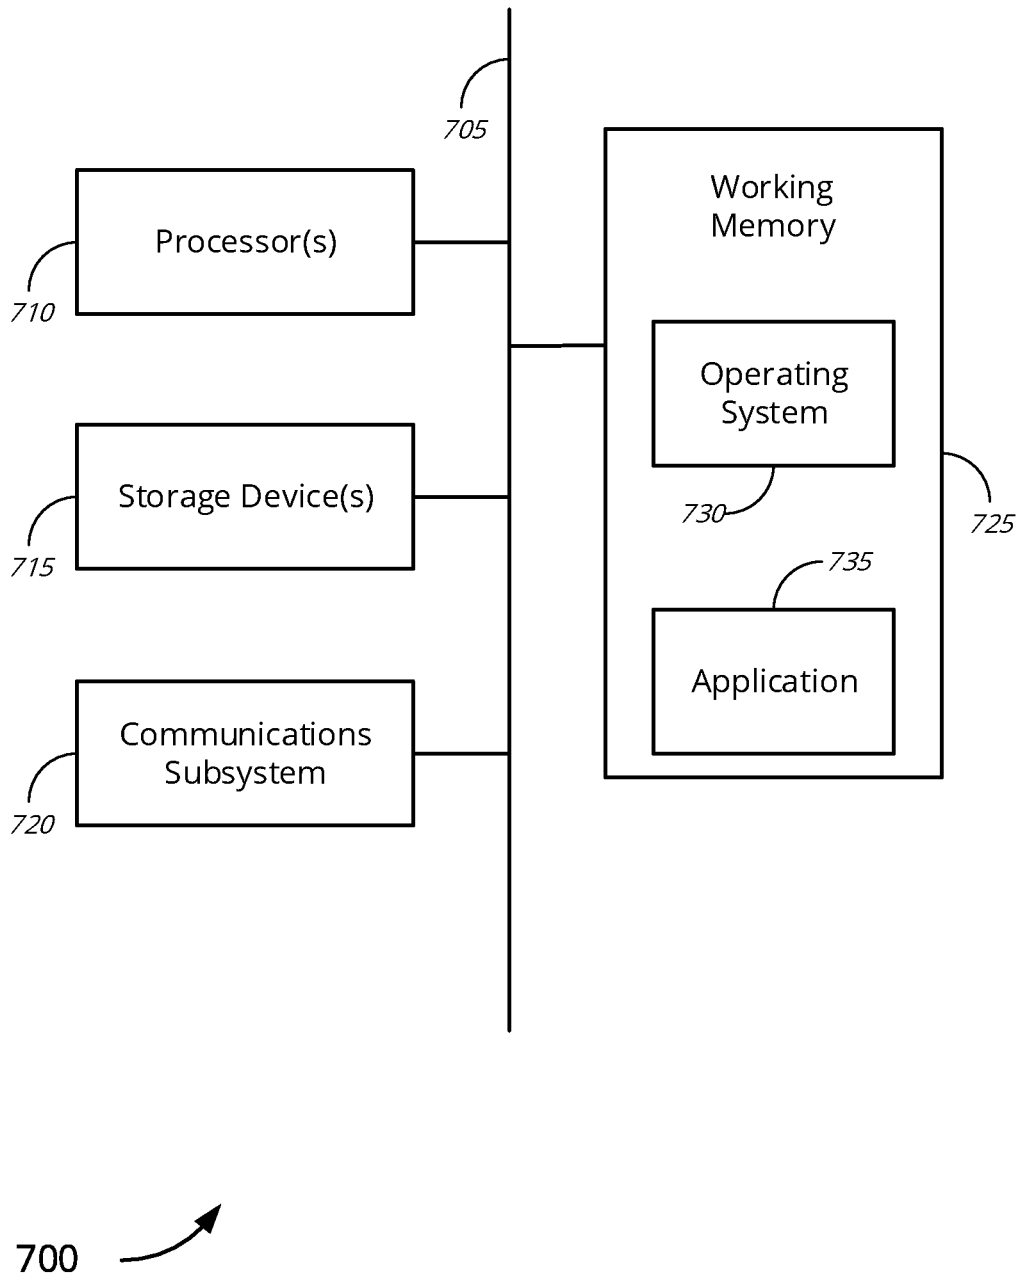 705
Working
Memory
Processor(s)
710
Operating
System
730
725
Storage Device(s)
715
735
Application
Communications
Subsystem
720
700